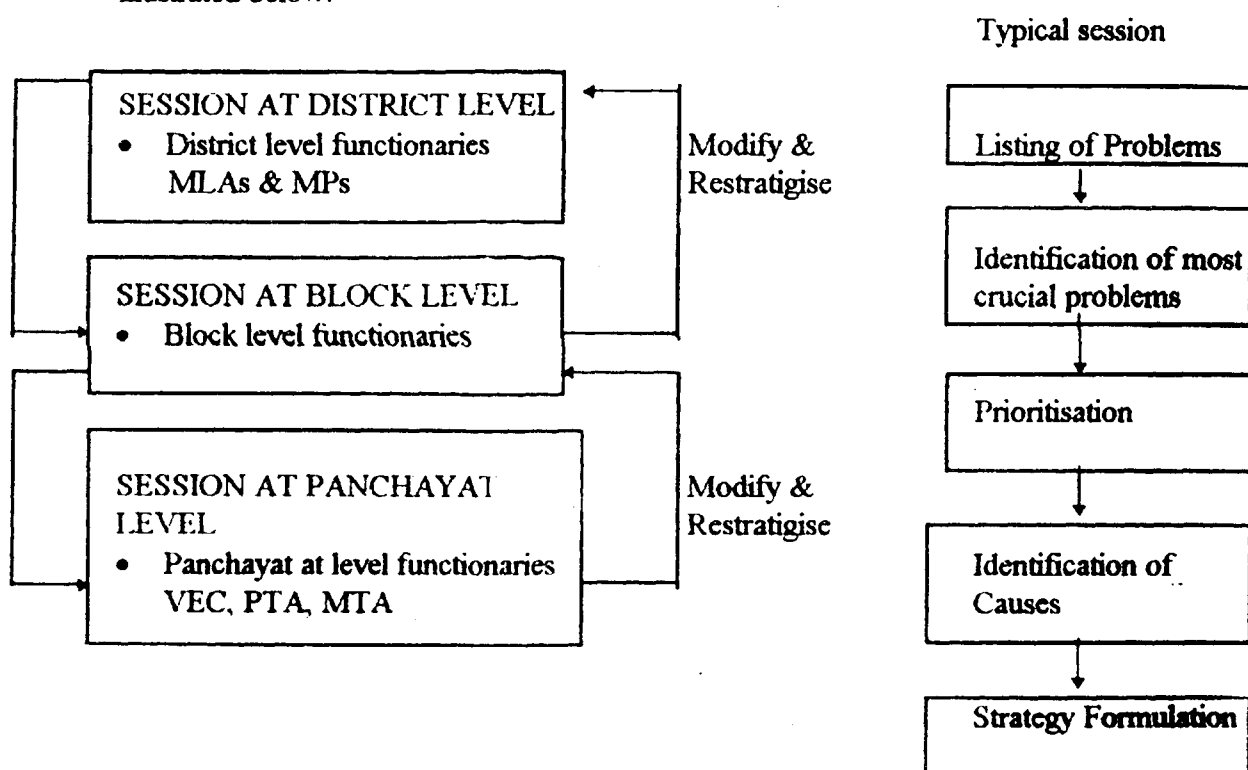 Typical session
SESSION AT DISTRICT LEVEL
• District level functionaries
MLAs & MPs
Modify &
Restratigise
SESSION AT BLOCK LEVEL
• Block level functionaries
SESSION AT PANCHAYAT
LEVEL
• Panchayat at level functionaries
VEC, PTA, MTA
Modify &
Restratigise
Listing of Problems
Identification of most
crucial problems
Prioritisation
Identification of
Causes
Strategy Formulation